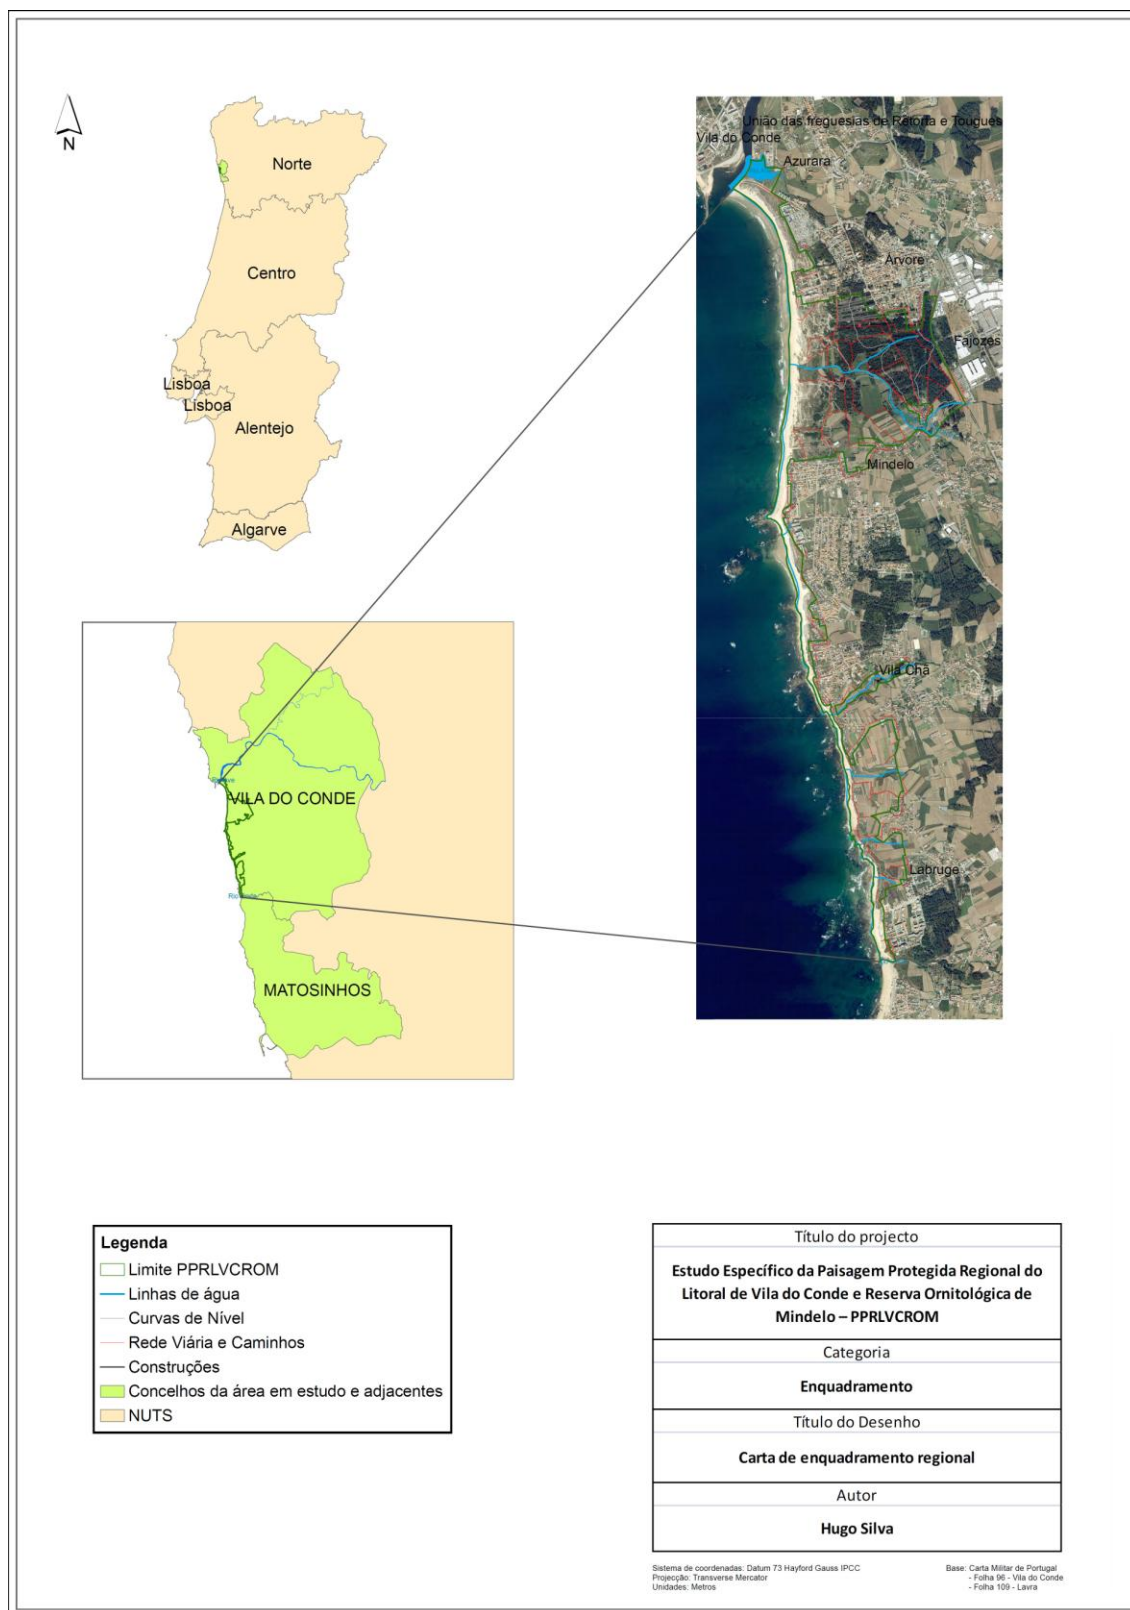 N
Norte
Centro
Lisboa
Lisboa
Alentejo
Algarve
União das freguesias de Retorta e Tougues
Vila do Conde
Azurara
Árvore
Fajozes
Mindelo
Vila Chã
Labruge
VILA DO CONDE
MATOSINHOS
Legenda
Limite PPRLVCROM
Linhas de água
Curvas de Nível
Rede Viária e Caminhos
Construções
Concelhos da área em estudo e adjacentes
NUTS
Título do projecto
Estudo Específico da Paisagem Protegida Regional do
Litoral de Vila do Conde e Reserva Ornitológica de
Mindelo – PPRLVCROM
Categoria
Enquadramento
Título do Desenho
Carta de enquadramento regional
Autor
Hugo Silva
Sistema de coordenadas: Datum 73 Hayford Gauss IPCC
Projecção: Transverse Mercator
Unidades: Metros
Base: Carta Militar de Portugal
- Folha 96 - Vila do Conde
- Folha 109 - Lavra